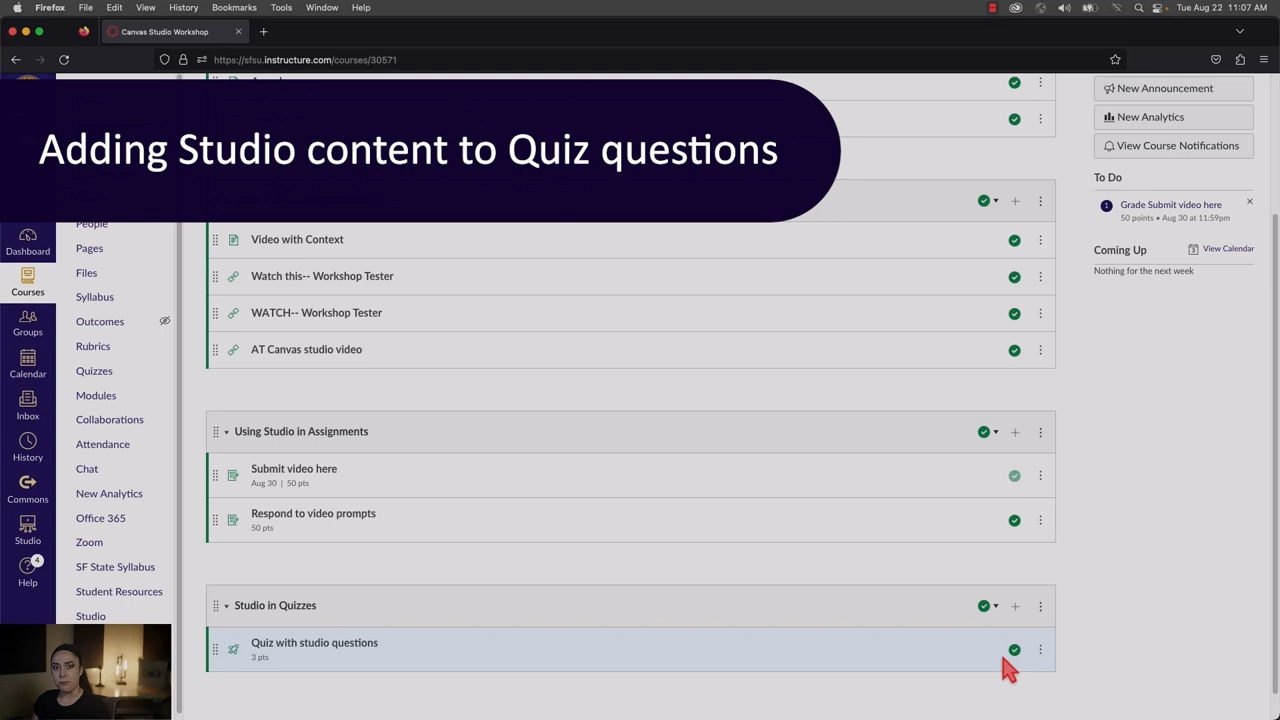 Firefox File Edit View History Bookmarks Tools Window Help
Tue Aug 22 11:07 AM
Canvas Studio Workshop
https://sfsu.instructure.com/courses/30571
Adding Studio content to Quiz questions
Dashboard
Courses
Groups
Calendar
Inbox
History
Commons
Studio
4
Help
People
Pages
Files
Syllabus
Outcomes
Rubrics
Quizzes
Modules
Collaborations
Attendance
Chat
New Analytics
Office 365
Zoom
SF State Syllabus
Student Resources
Studio
Video with Context
Watch this-- Workshop Tester
WATCH-- Workshop Tester
AT Canvas studio video
Using Studio in Assignments
Submit video here
Aug 30 | 50 pts
Respond to video prompts
50 pts
Studio in Quizzes
Quiz with studio questions
3 pts
New Announcement
New Analytics
View Course Notifications
To Do
1 Grade Submit video here
50 points • Aug 30 at 11:59pm
Coming Up
View Calendar
Nothing for the next week